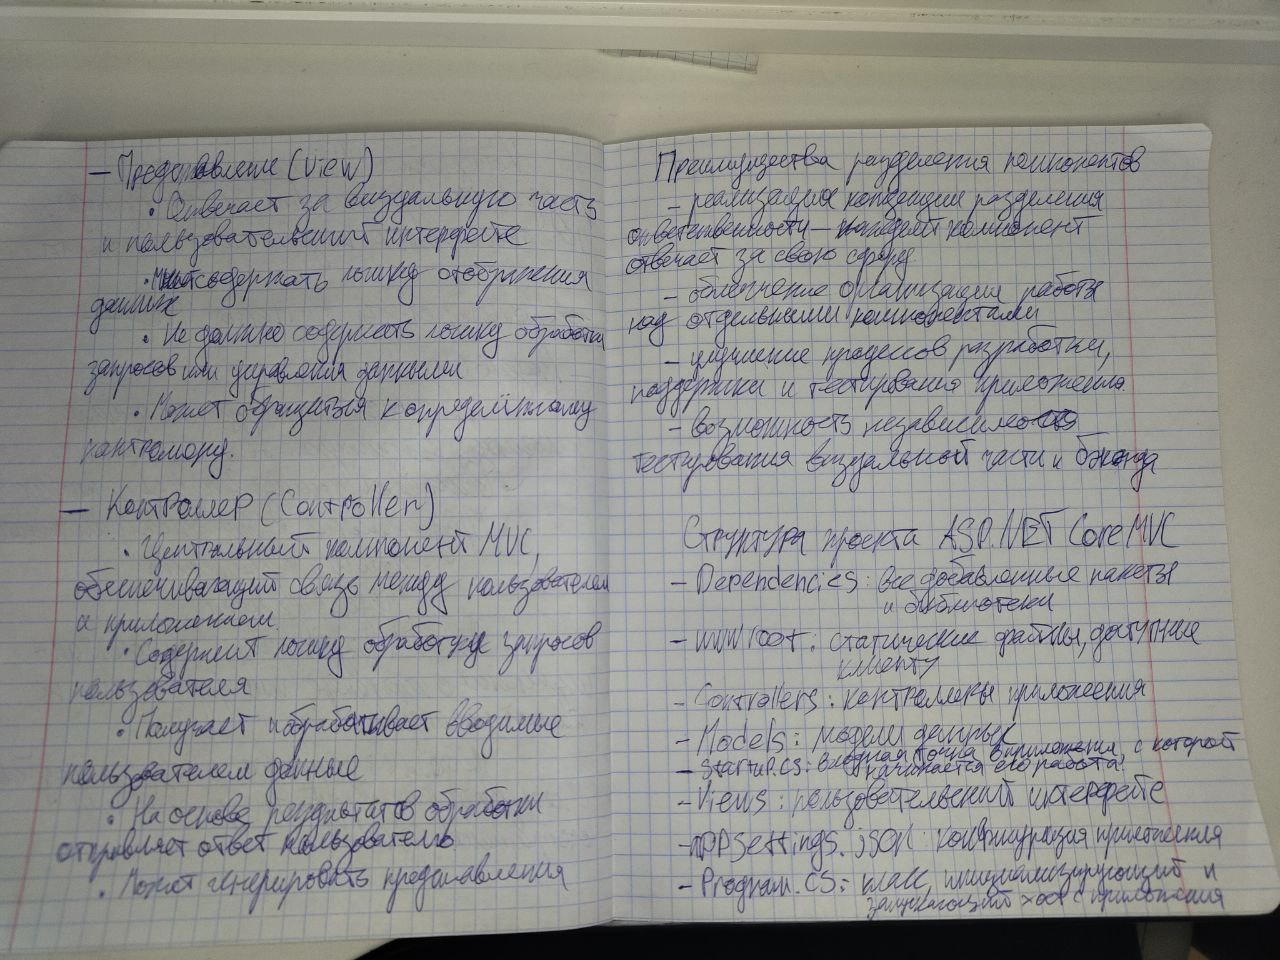 — Представление (View)
• Отвечает за визуальную часть
и пользовательский интерфейс
• Может содержать логику отображения
данных
• Не должно содержать логику обработки
запросов или управления данными
• Может обращаться к определённому
контроллеру.
— Контроллер (Controller)
• Центральный компонент MVC,
обеспечивающий связь между пользователем
и приложением
• Содержит логику обработки запросов
пользователя
• Получает и обрабатывает вводимые
пользователем данные
• На основе результатов обработки
отправляет ответ пользователю
• Может генерировать представления
Преимущества разделения компонентов
- реализация концепции разделения
ответственности — каждый компонент
отвечает за свою сферу.
- облегчение организации работы
над отдельными компонентами
- улучшение процессов разработки,
поддержки и тестирования приложения.
- возможность независимого
тестирования визуальной части и бэкэнда
Структура проекта ASP.NET Core MVC
- Dependencies: все добавленные пакеты
и библиотеки
- wwwroot: статические файлы, доступные
клиенту
- Controllers: контроллеры приложения
- Models: модели данных
- Startup.cs: входная точка в приложения, с которой
начинается его работа.
- Views: пользовательский интерфейс
- appsettings.json: конфигурация приложения
- Program.cs: класс, инициализирующий и
запускающий хост с приложения